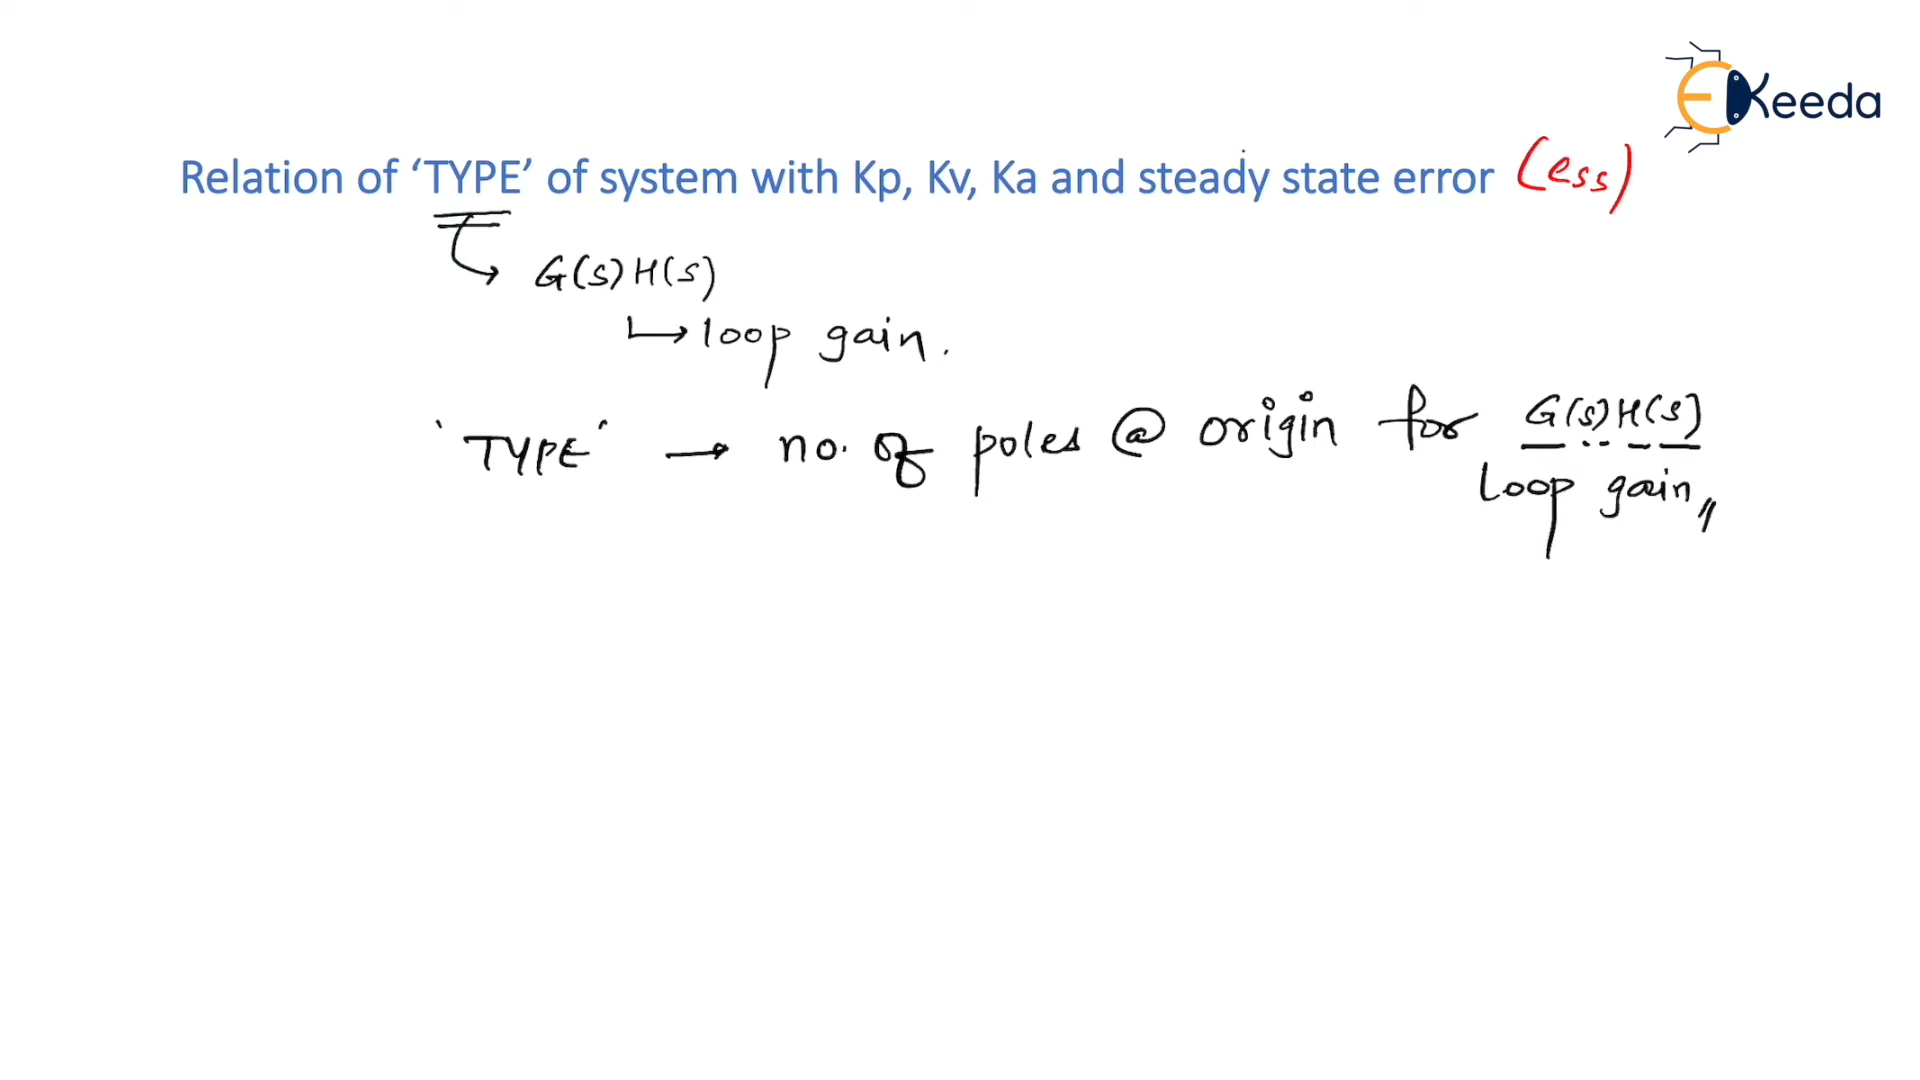 EKeeda
Relation of ‘TYPE’ of system with Kp, Kv, Ka and steady state error (ess)
G(s)H(s)
loop gain.
'TYPE' → no. of poles @ origin for G(s)H(s)
Loop gain